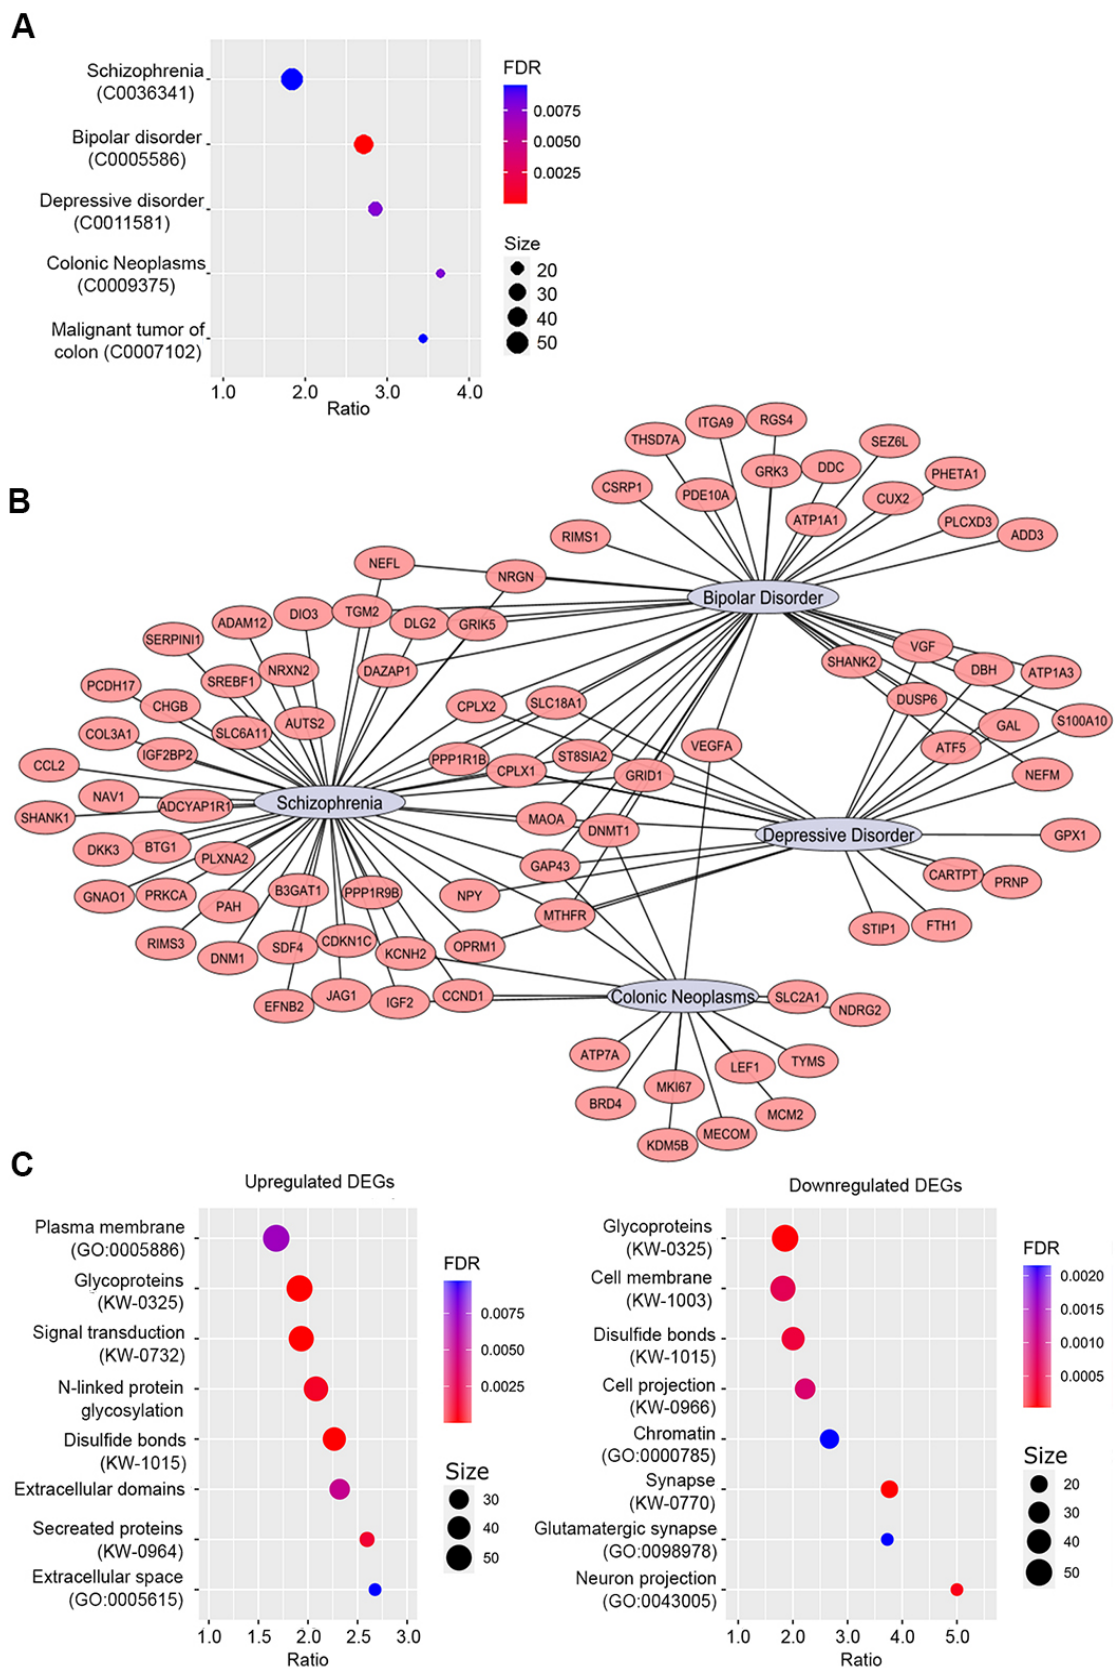 A
Schizophrenia
(C0036341)
Bipolar disorder
(C0005586)
Depressive disorder
(C0011581)
Colonic Neoplasms
(C0009375)
Malignant tumor of
colon (C0007102)
1.0 2.0 3.0 4.0
Ratio
FDR
0.0075
0.0050
0.0025
Size
20
30
40
50
B
ITGA9 RGS4
THSD7A SEZ6L
GRK3 DDC PHETA1
CSRP1 PDE10A CUX2
ATP1A1 PLCXD3
RIMS1 ADD3
NEFL NRGN
Bipolar Disorder
ADAM12 DIO3 TGM2 DLG2 GRIK5
SERPINI1 VGF
SREBF1 NRXN2 DAZAP1 SHANK2 DBH ATP1A3
PCDH17 DUSP6
CHGB CPLX2 SLC18A1
SLC6A11 AUTS2 GAL S100A10
COL3A1 VEGFA ATF5
IGF2BP2 PPP1R1B ST8SIA2
CCL2 CPLX1 GRID1 NEFM
NAV1 ADCYAP1R1 Schizophrenia
SHANK1 MAOA DNMT1 Depressive Disorder GPX1
DKK3 BTG1 PLXNA2 GAP43
CARTPT PRNP
GNAO1 PRKCA PAH B3GAT1 PPP1R9B NPY
MTHFR STIP1 FTH1
RIMS3 DNM1 SDF4 CDKN1C KCNH2 OPRM1
EFNB2 JAG1 IGF2 CCND1 Colonic Neoplasms SLC2A1 NDRG2
ATP7A LEF1 TYMS
BRD4 MKI67 MCM2
KDM5B MECOM
C
Upregulated DEGs
Plasma membrane
(GO:0005886)
Glycoproteins
(KW-0325)
Signal transduction
(KW-0732)
N-linked protein
glycosylation
Disulfide bonds
(KW-1015)
Extracellular domains
Secreated proteins
(KW-0964)
Extracellular space
(GO:0005615)
1.0 1.5 2.0 2.5 3.0
Ratio
FDR
0.0075
0.0050
0.0025
Size
30
40
50
Downregulated DEGs
Glycoproteins
(KW-0325)
Cell membrane
(KW-1003)
Disulfide bonds
(KW-1015)
Cell projection
(KW-0966)
Chromatin
(GO:0000785)
Synapse
(KW-0770)
Glutamatergic synapse
(GO:0098978)
Neuron projection
(GO:0043005)
1.0 2.0 3.0 4.0 5.0
Ratio
FDR
0.0020
0.0015
0.0010
0.0005
Size
20
30
40
50